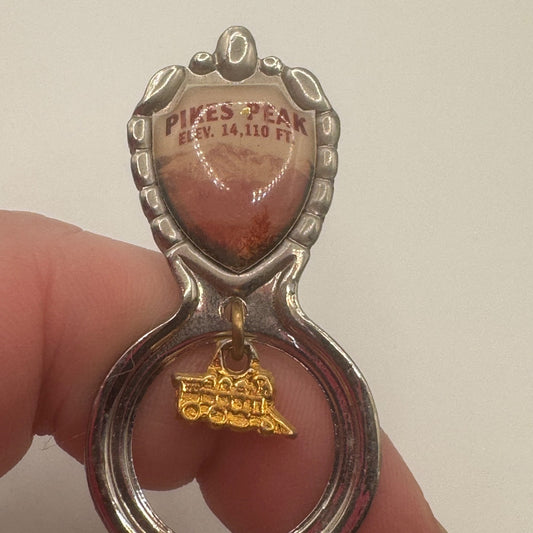 PIKES PEAK
ELEV. 14,110 FT.